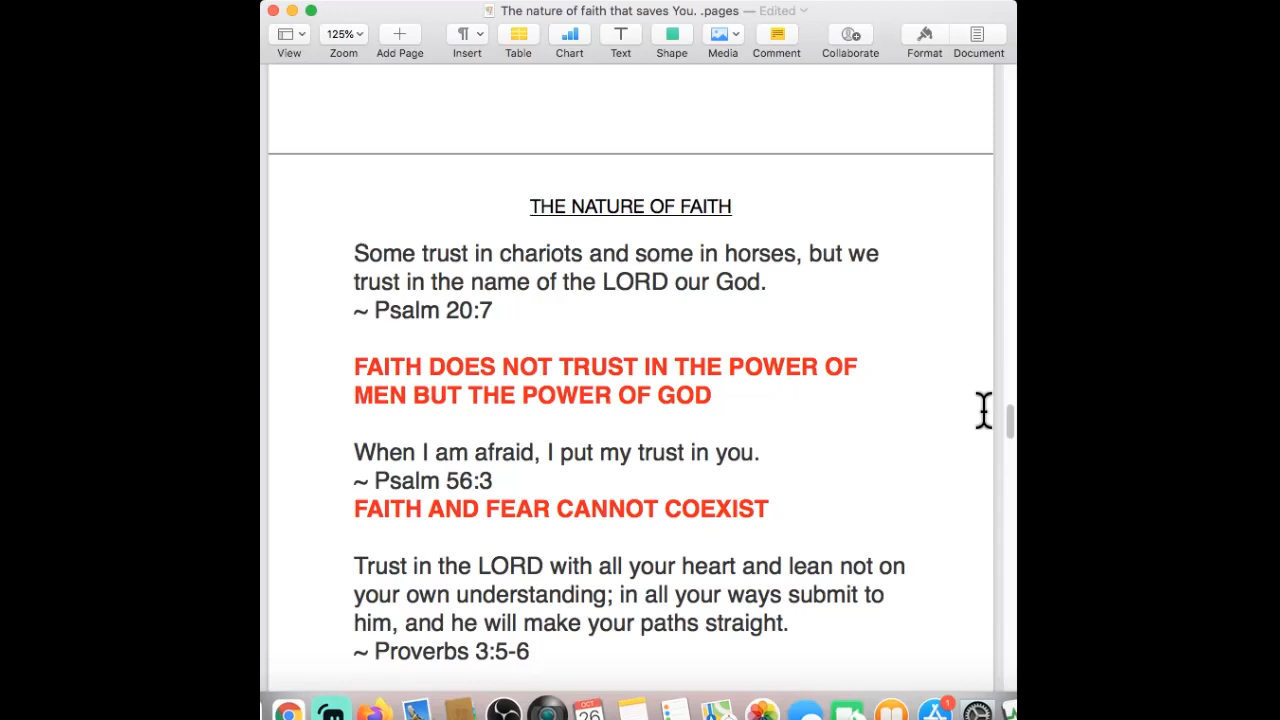 The nature of faith that saves You. .pages — Edited
125%
View Zoom Add Page Insert Table Chart Text Shape Media Comment Collaborate Format Document
THE NATURE OF FAITH
Some trust in chariots and some in horses, but we
trust in the name of the LORD our God.
~ Psalm 20:7
FAITH DOES NOT TRUST IN THE POWER OF
MEN BUT THE POWER OF GOD
When I am afraid, I put my trust in you.
~ Psalm 56:3
FAITH AND FEAR CANNOT COEXIST
Trust in the LORD with all your heart and lean not on
your own understanding; in all your ways submit to
him, and he will make your paths straight.
~ Proverbs 3:5-6
OCT
26
1